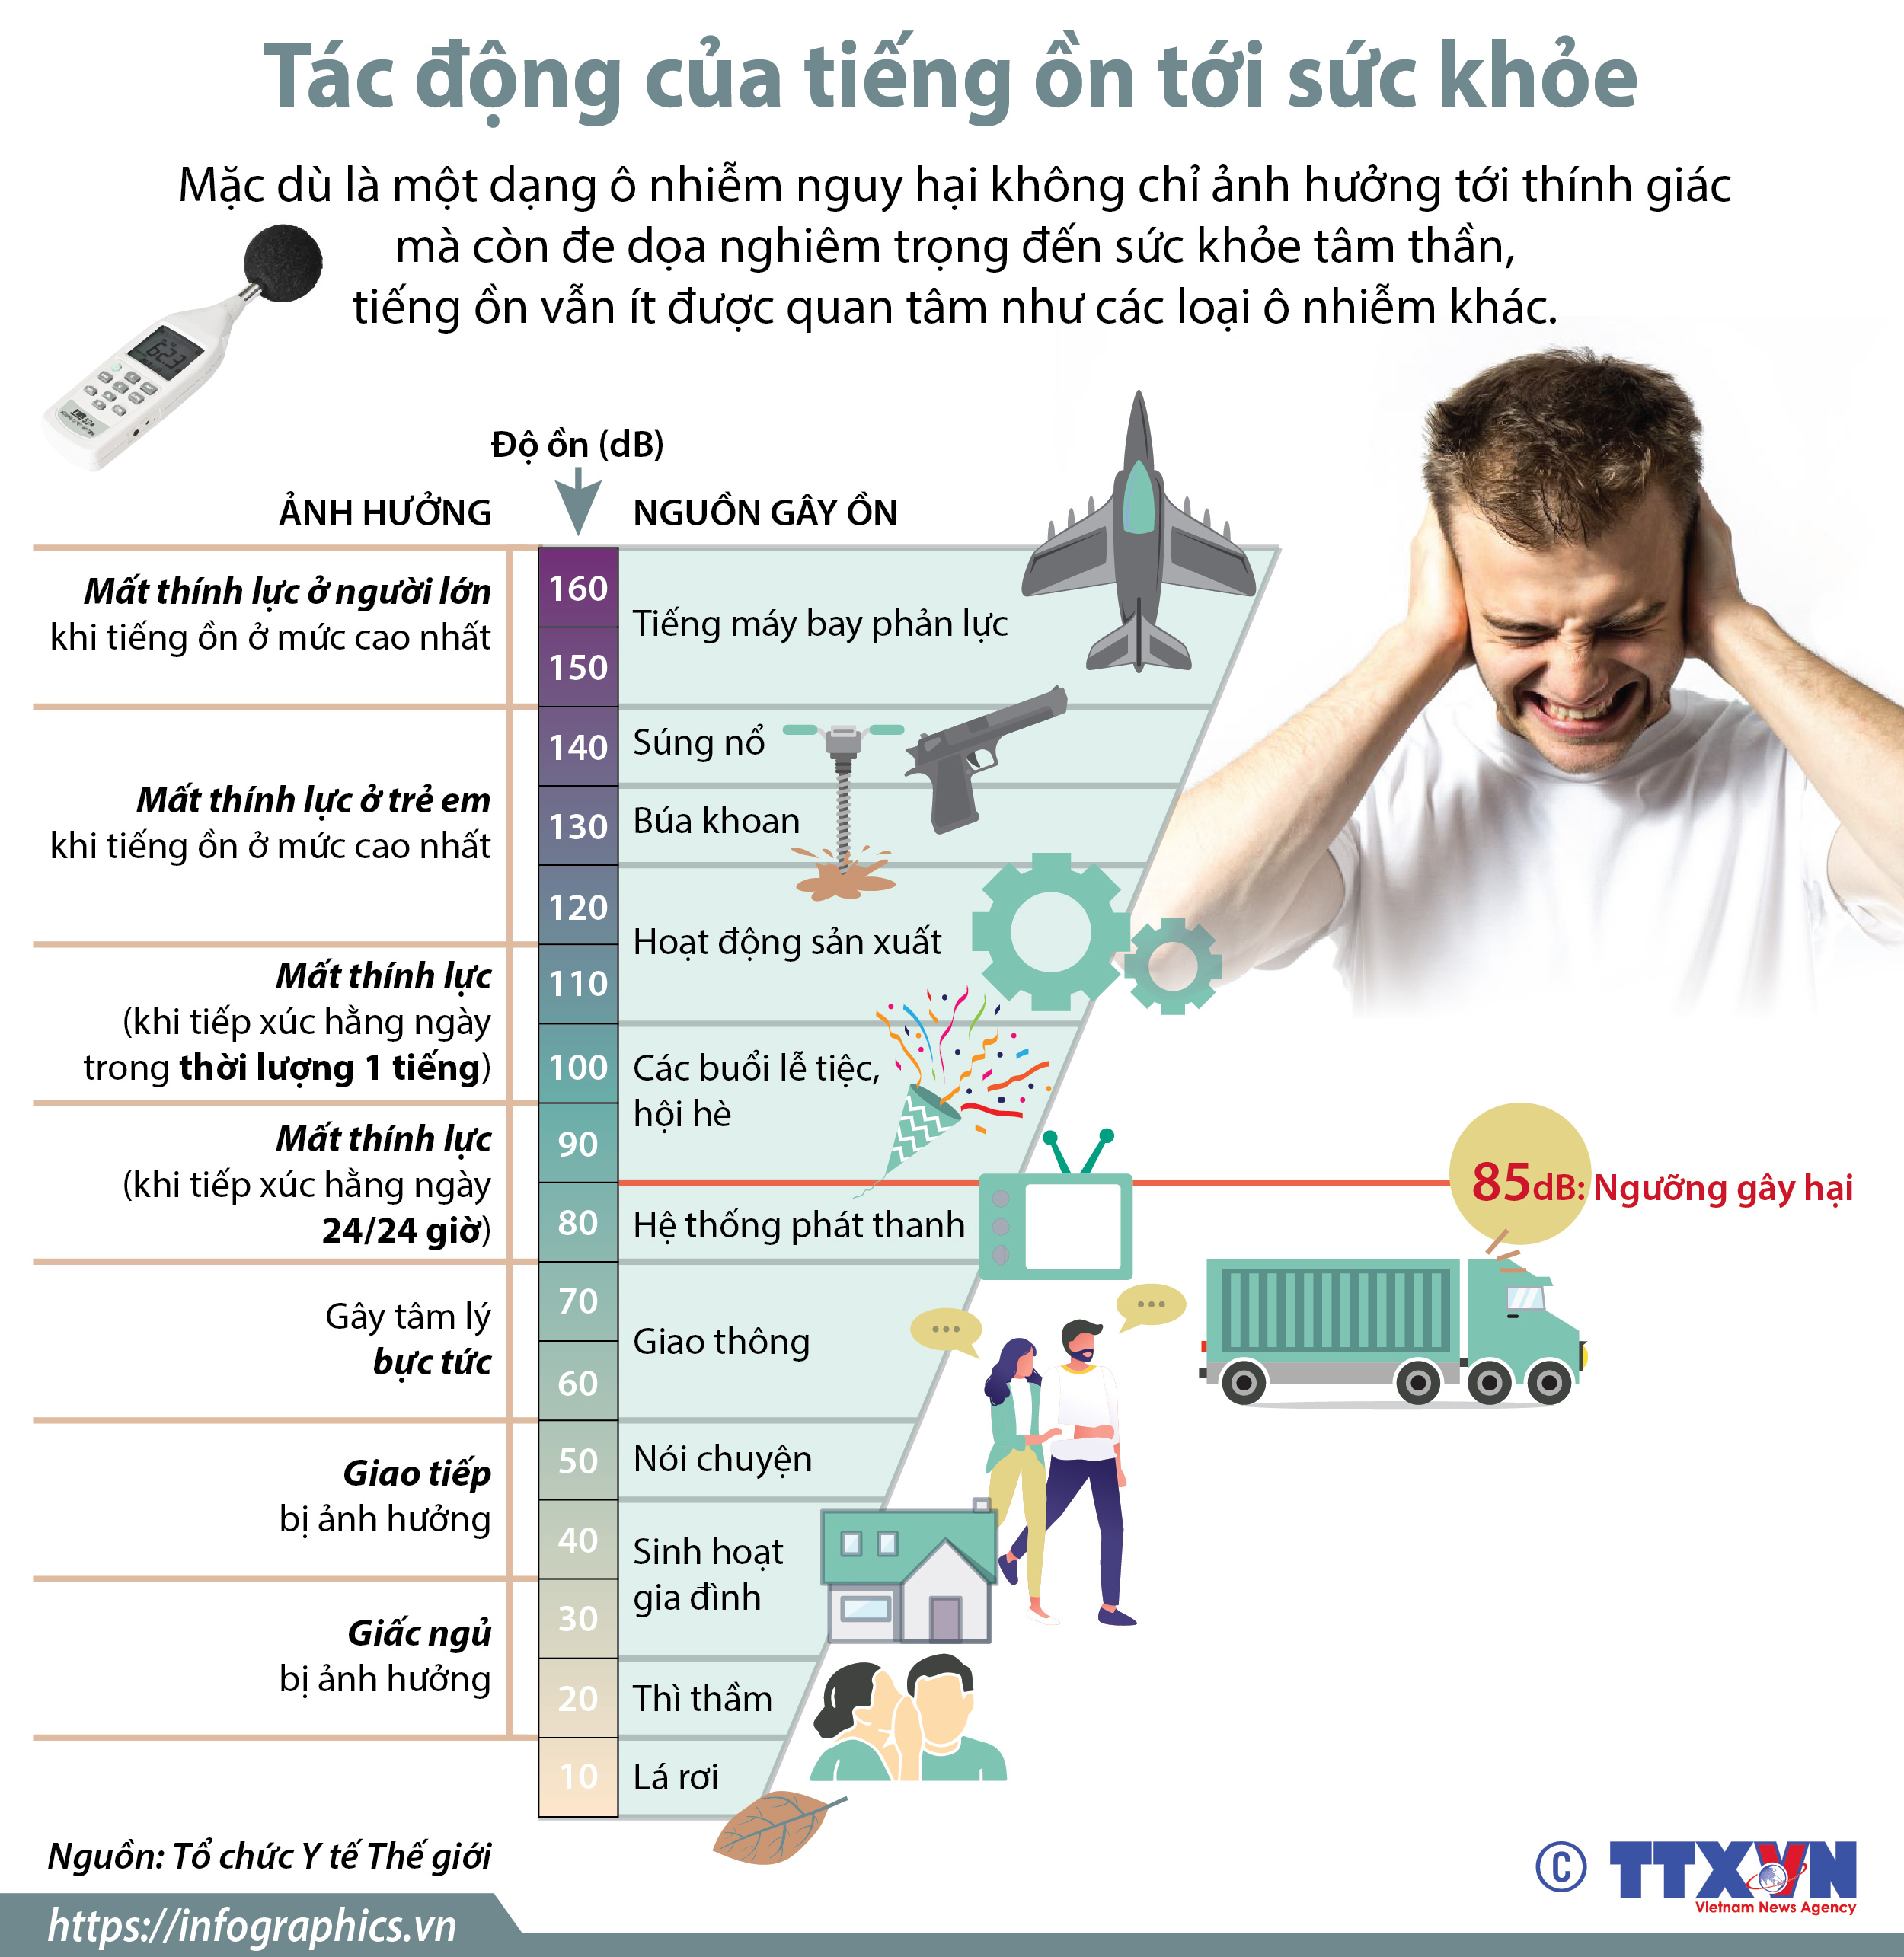 Tác động của tiếng ồn tới sức khỏe
Mặc dù là một dạng ô nhiễm nguy hại không chỉ ảnh hưởng tới thính giác
mà còn đe dọa nghiêm trọng đến sức khỏe tâm thần,
tiếng ồn vẫn ít được quan tâm như các loại ô nhiễm khác.
62.3
Độ ồn (dB)
ẢNH HƯỞNG
NGUỒN GÂY ỒN
Mất thính lực ở người lớn
khi tiếng ồn ở mức cao nhất
160
150
Tiếng máy bay phản lực
Mất thính lực ở trẻ em
khi tiếng ồn ở mức cao nhất
140
Súng nổ
130
Búa khoan
120
Hoạt động sản xuất
Mất thính lực
(khi tiếp xúc hằng ngày
trong thời lượng 1 tiếng)
110
100
Các buổi lễ tiệc,
hội hè
Mất thính lực
(khi tiếp xúc hằng ngày
24/24 giờ)
90
85dB: Ngưỡng gây hại
80
Hệ thống phát thanh
Gây tâm lý
bực tức
70
60
Giao thông
Giao tiếp
bị ảnh hưởng
50
Nói chuyện
40
Sinh hoạt
gia đình
Giấc ngủ
bị ảnh hưởng
30
20
Thì thầm
10
Lá rơi
Nguồn: Tổ chức Y tế Thế giới
https://infographics.vn
© TTXVN
Vietnam News Agency